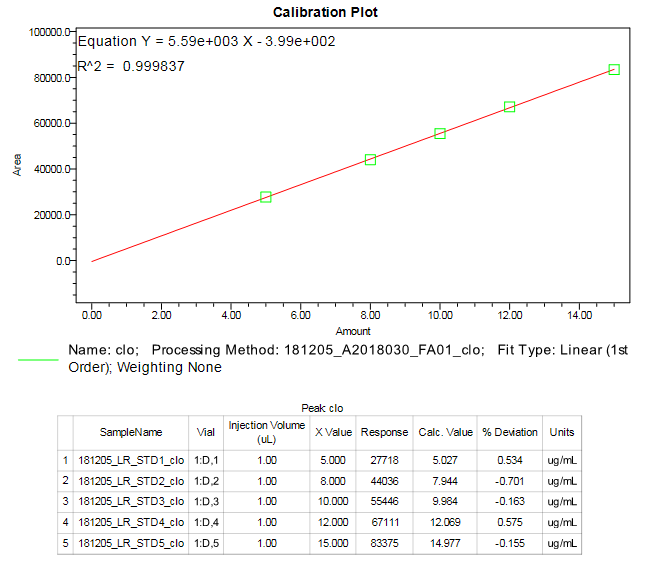 Calibration Plot
Equation Y = 5.59e+003 X - 3.99e+002
R^2 = 0.999837
100000.0
80000.0
60000.0
40000.0
20000.0
0.0
Area
0.00 2.00 4.00 6.00 8.00 10.00 12.00 14.00
Amount
Name: clo; Processing Method: 181205_A2018030_FA01_clo; Fit Type: Linear (1st
Order); Weighting None
Peak: clo
SampleName Vial Injection Volume (uL) X Value Response Calc. Value % Deviation Units
1 181205_LR_STD1_clo 1:D,1 1.00 5.000 27718 5.027 0.534 ug/mL
2 181205_LR_STD2_clo 1:D,2 1.00 8.000 44036 7.944 -0.701 ug/mL
3 181205_LR_STD3_clo 1:D,3 1.00 10.000 55446 9.984 -0.163 ug/mL
4 181205_LR_STD4_clo 1:D,4 1.00 12.000 67111 12.069 0.575 ug/mL
5 181205_LR_STD5_clo 1:D,5 1.00 15.000 83375 14.977 -0.155 ug/mL